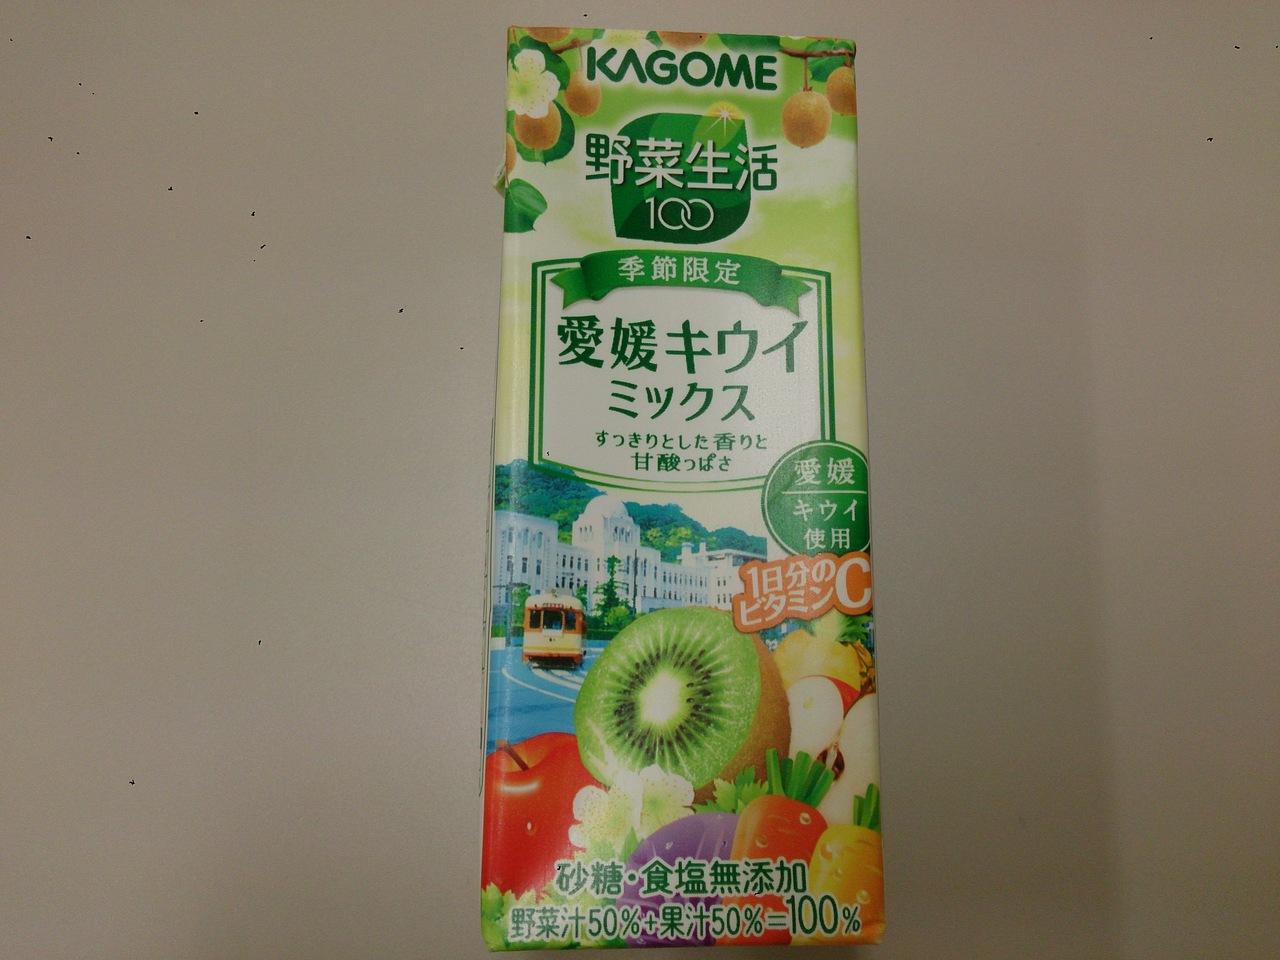 KAGOME
野菜生活
100
季節限定
愛媛キウイ
ミックス
すっきりとした香りと
甘酸っぱさ
愛媛
キウイ
使用
1日分の
ビタミンC
砂糖・食塩無添加
野菜汁50%+果汁50%=100%